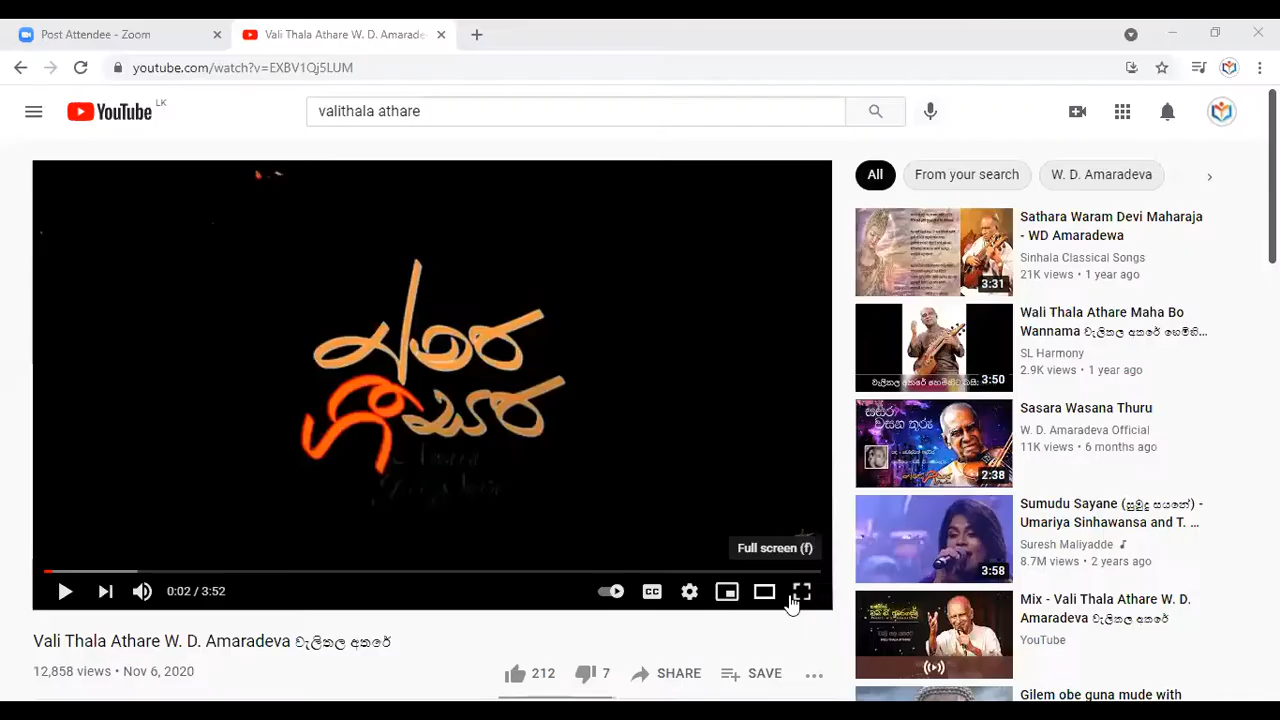 Post Attendee - Zoom
Vali Thala Athare W. D. Amarade
youtube.com/watch?v=EXBV1Qj5LUM
YouTube LK
valithala athare
All
From your search
W. D. Amaradeva
Sathara Waram Devi Maharaja
- WD Amaradewa
Sinhala Classical Songs
21K views • 1 year ago
3:31
Wali Thala Athare Maha Bo
Wannama වැලිතල අතරේ හෙමිහි...
SL Harmony
2.9K views • 1 year ago
3:50
Sasara Wasana Thuru
W. D. Amaradeva Official
11K views • 6 months ago
සසර
වසන තුරු
2:38
Sumudu Sayane (සුමුදු සයනේ) -
Umariya Sinhawansa and T. ...
Suresh Maliyadde
8.7M views • 2 years ago
3:58
Mix - Vali Thala Athare W. D.
Amaradeva වැලිතල අතරේ
YouTube
Gilem obe guna mude with
Full screen (f)
0:02 / 3:52
Vali Thala Athare W. D. Amaradeva වැලිතල අතරේ
12,858 views • Nov 6, 2020
212
7
SHARE
SAVE